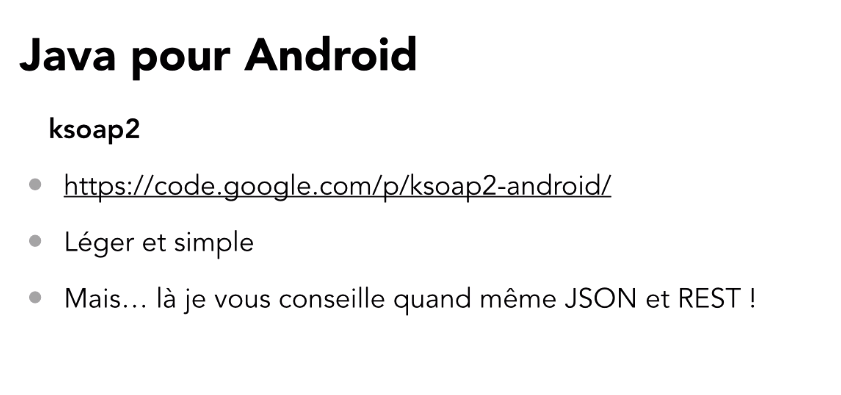 Java pour Android
ksoap2
https://code.google.com/p/ksoap2-android/
Léger et simple
Mais… là je vous conseille quand même JSON et REST !